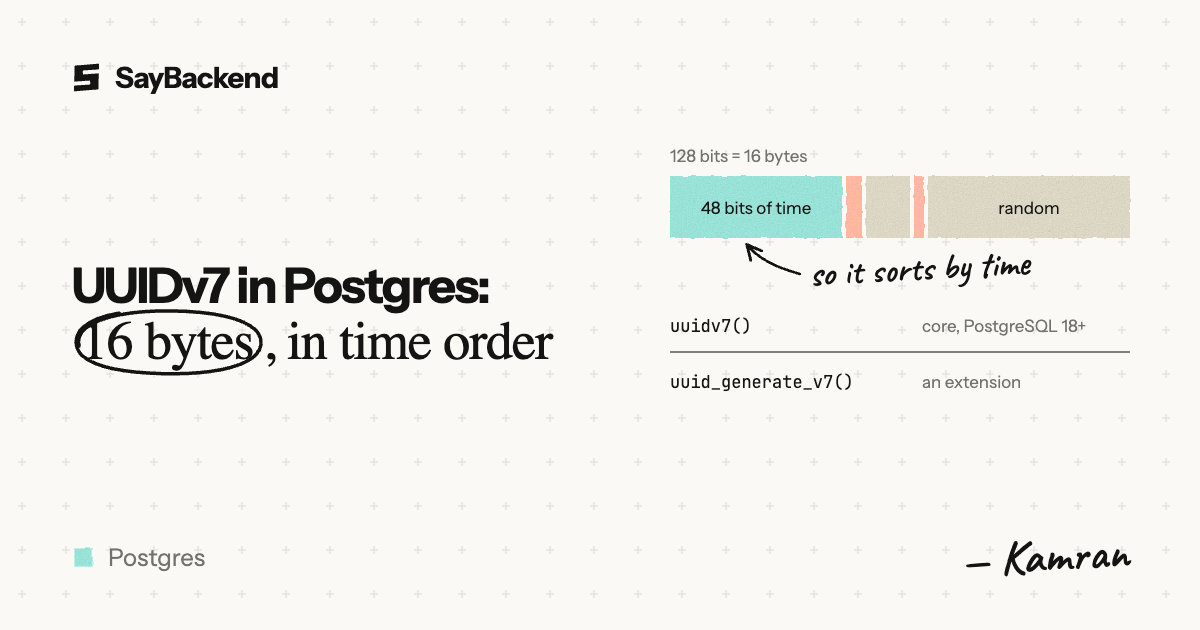 SayBackend
UUIDv7 in Postgres:
16 bytes, in time order
128 bits = 16 bytes
48 bits of time
random
so it sorts by time
uuidv7()
core, PostgreSQL 18+
uuid_generate_v7()
an extension
Postgres
– Kamran